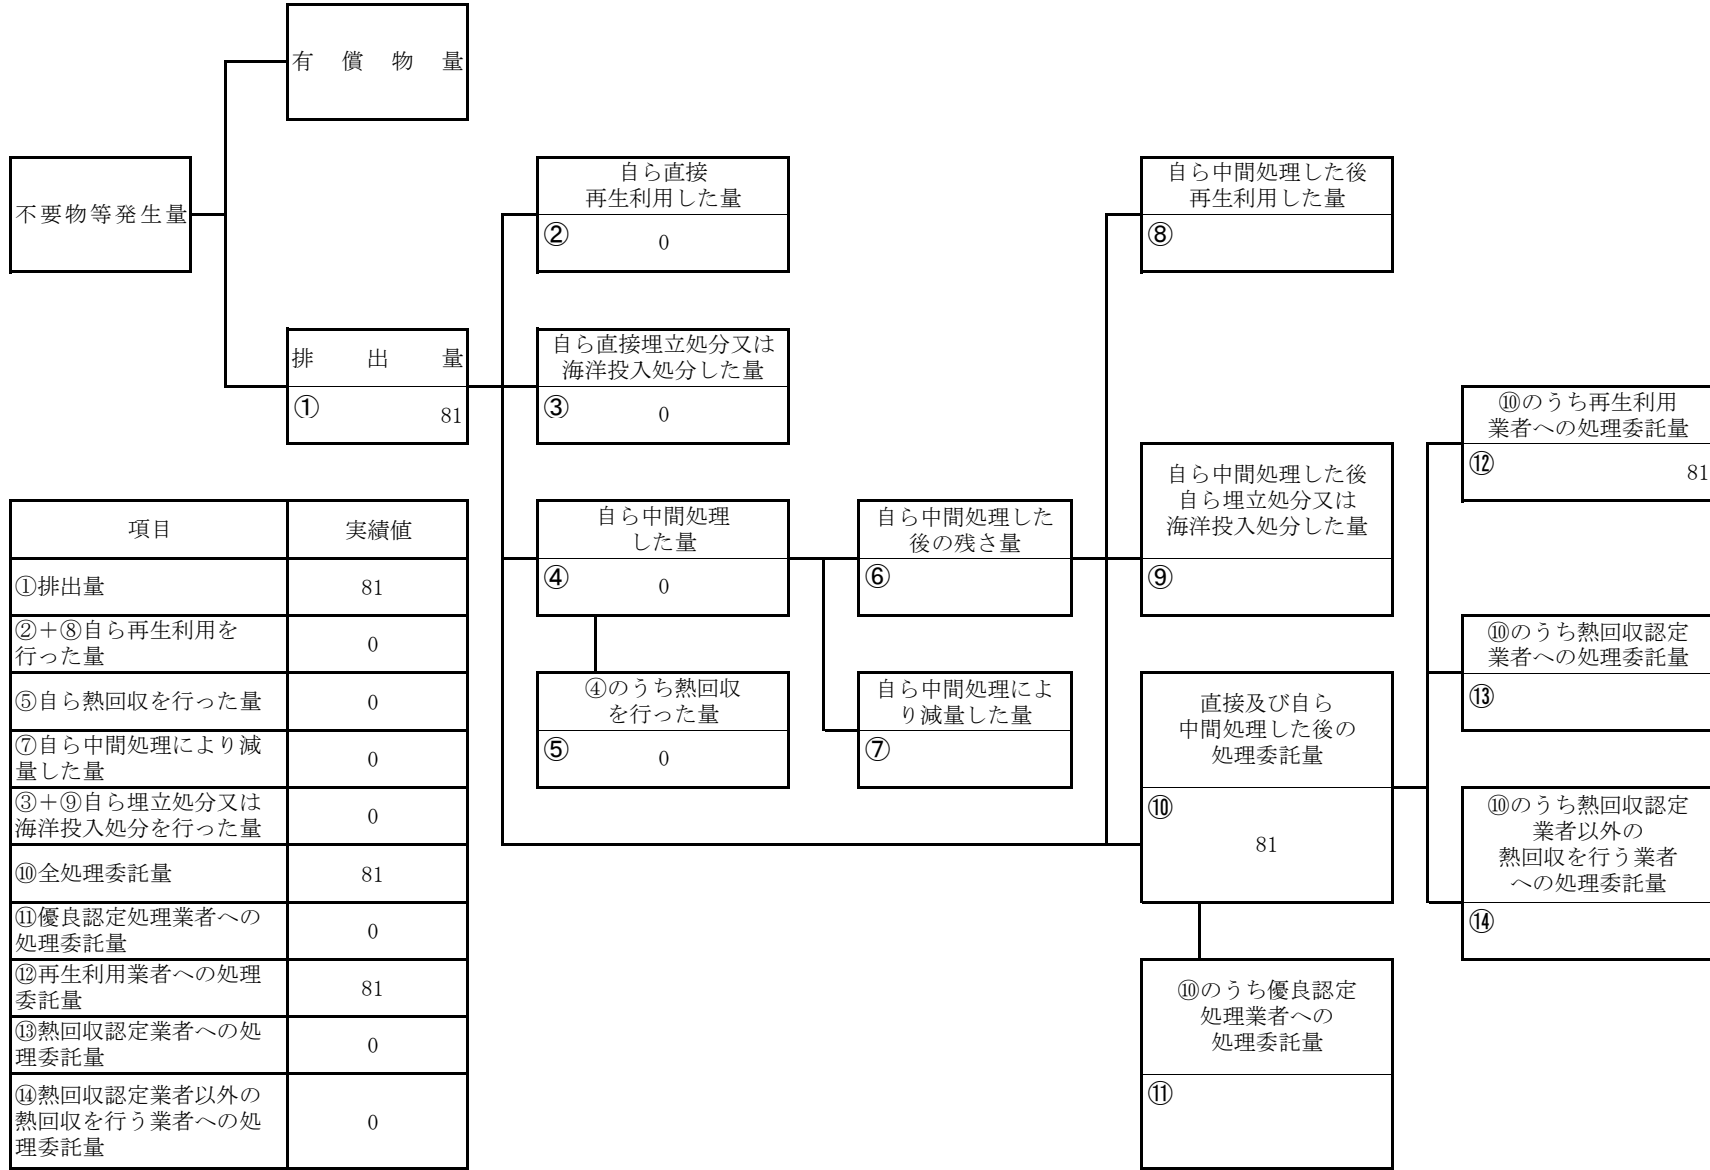 有償物量
不要物等発生量
排出量
①
81
自ら直接
再生利用した量
②
0
自ら直接埋立処分又は
海洋投入処分した量
③
0
自ら中間処理
した量
④
0
④のうち熱回収
を行った量
⑤
0
自ら中間処理した
後の残さ量
⑥
自ら中間処理によ
り減量した量
⑦
自ら中間処理した後
再生利用した量
⑧
自ら中間処理した後
自ら埋立処分又は
海洋投入処分した量
⑨
直接及び自ら
中間処理した後の
処理委託量
⑩
81
⑩のうち優良認定
処理業者への
処理委託量
⑪
⑩のうち再生利用
業者への処理委託量
⑫
81
⑩のうち熱回収認定
業者への処理委託量
⑬
⑩のうち熱回収認定
業者以外の
熱回収を行う業者
への処理委託量
⑭
項目 実績値
①排出量 81
②+⑧自ら再生利用を
行った量 0
⑤自ら熱回収を行った量 0
⑦自ら中間処理により減
量した量 0
③+⑨自ら埋立処分又は
海洋投入処分を行った量 0
⑩全処理委託量 81
⑪優良認定処理業者への
処理委託量 0
⑫再生利用業者への処理
委託量 81
⑬熱回収認定業者への処
理委託量 0
⑭熱回収認定業者以外の
熱回収を行う業者への処
理委託量 0